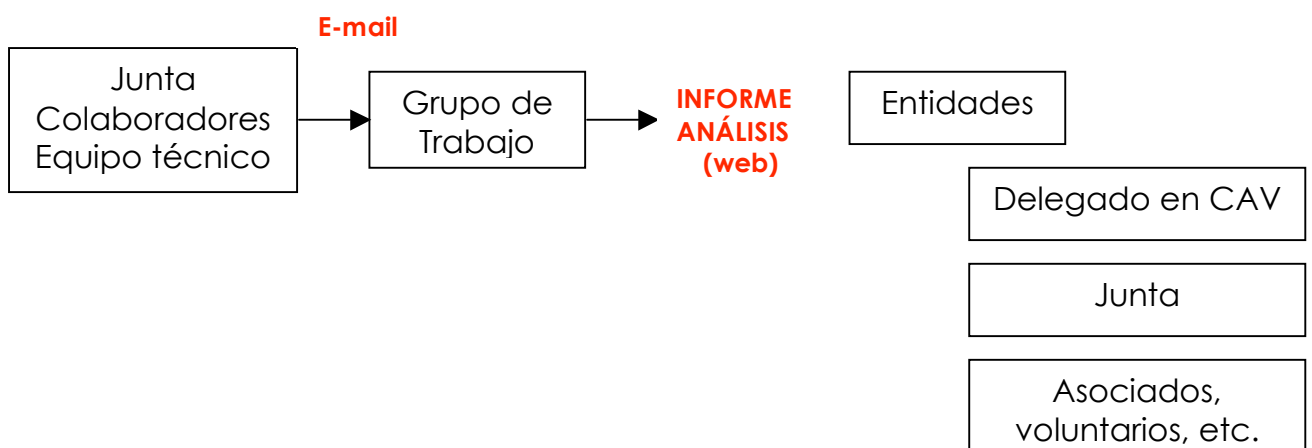 E-mail
Junta
Colaboradores
Equipo técnico
Grupo de
Trabajo
INFORME
ANÁLISIS
(web)
Entidades
Delegado en CAV
Junta
Asociados,
voluntarios, etc.